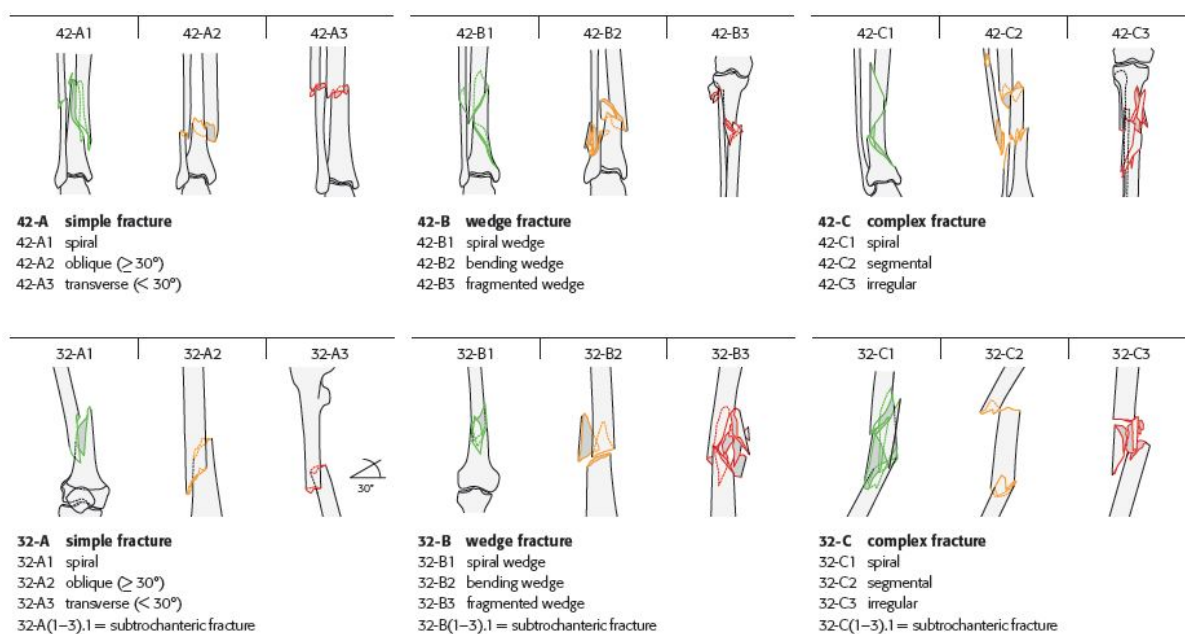 42-A1 42-A2 42-A3
42-A simple fracture
42-A1 spiral
42-A2 oblique (≥ 30°)
42-A3 transverse (< 30°)
42-B1 42-B2 42-B3
42-B wedge fracture
42-B1 spiral wedge
42-B2 bending wedge
42-B3 fragmented wedge
42-C1 42-C2 42-C3
42-C complex fracture
42-C1 spiral
42-C2 segmental
42-C3 irregular
32-A1 32-A2 32-A3
30°
32-A simple fracture
32-A1 spiral
32-A2 oblique (≥ 30°)
32-A3 transverse (< 30°)
32-A(1–3).1 = subtrochanteric fracture
32-B1 32-B2 32-B3
32-B wedge fracture
32-B1 spiral wedge
32-B2 bending wedge
32-B3 fragmented wedge
32-B(1–3).1 = subtrochanteric fracture
32-C1 32-C2 32-C3
32-C complex fracture
32-C1 spiral
32-C2 segmental
32-C3 irregular
32-C(1–3).1 = subtrochanteric fracture